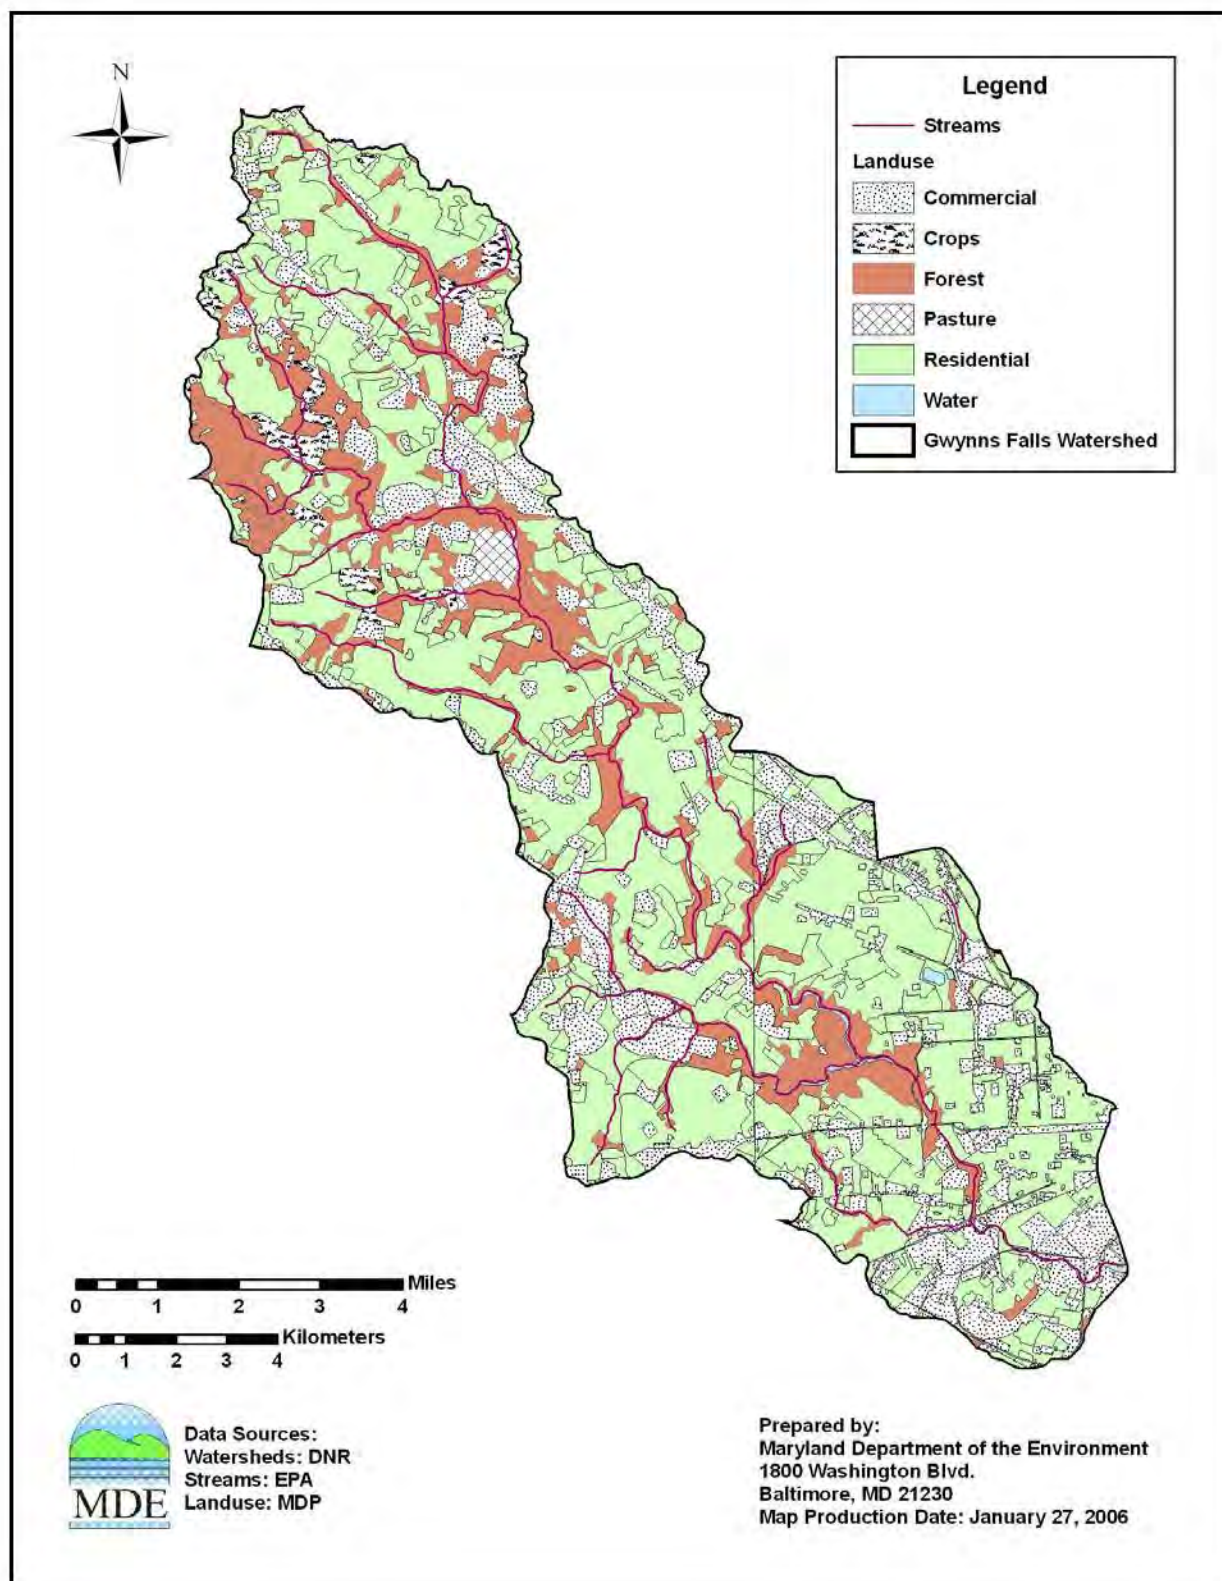 N
Legend
Streams
Landuse
Commercial
Crops
Forest
Pasture
Residential
Water
Gwynns Falls Watershed
Miles
0 1 2 3 4
Kilometers
0 1 2 3 4
MDE
Data Sources:
Watersheds: DNR
Streams: EPA
Landuse: MDP
Prepared by:
Maryland Department of the Environment
1800 Washington Blvd.
Baltimore, MD 21230
Map Production Date: January 27, 2006